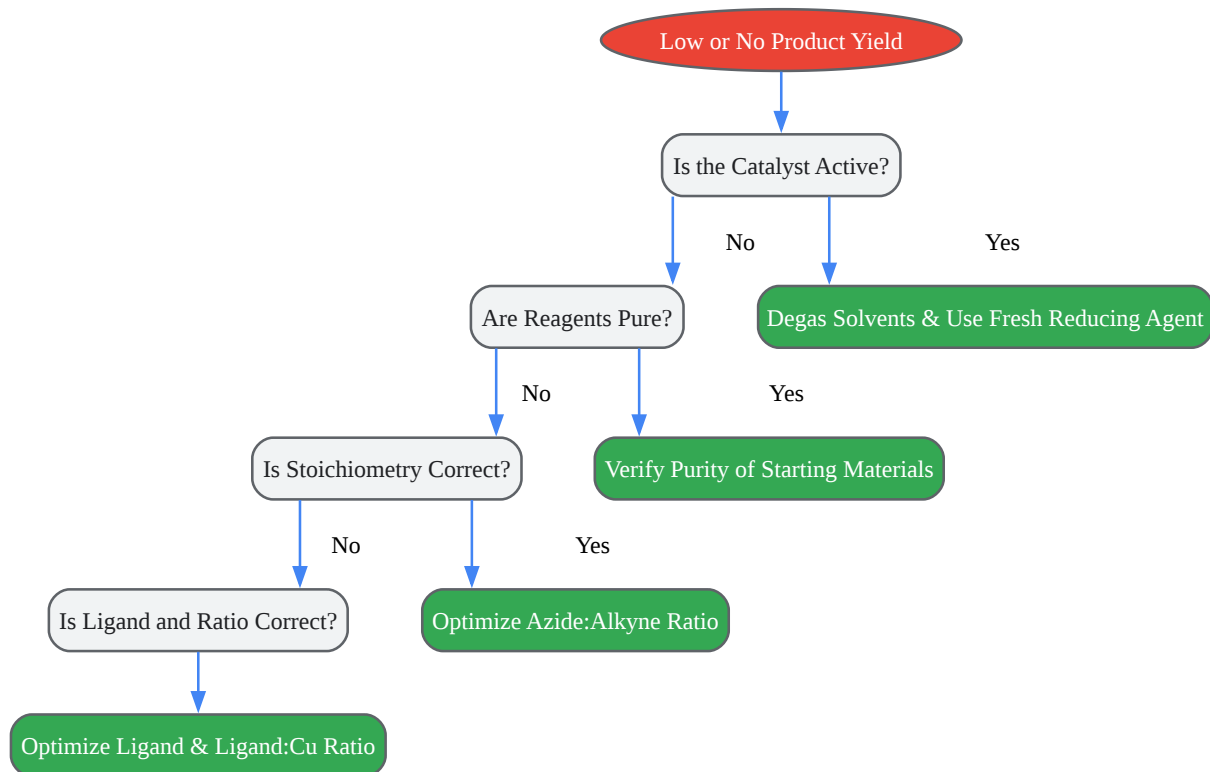 Low or No Product Yield
Is the Catalyst Active?
No
Yes
Are Reagents Pure?
Degas Solvents & Use Fresh Reducing Agent
No
Yes
Is Stoichiometry Correct?
Verify Purity of Starting Materials
No
Yes
Is Ligand and Ratio Correct?
Optimize Azide:Alkyne Ratio
Optimize Ligand & Ligand:Cu Ratio